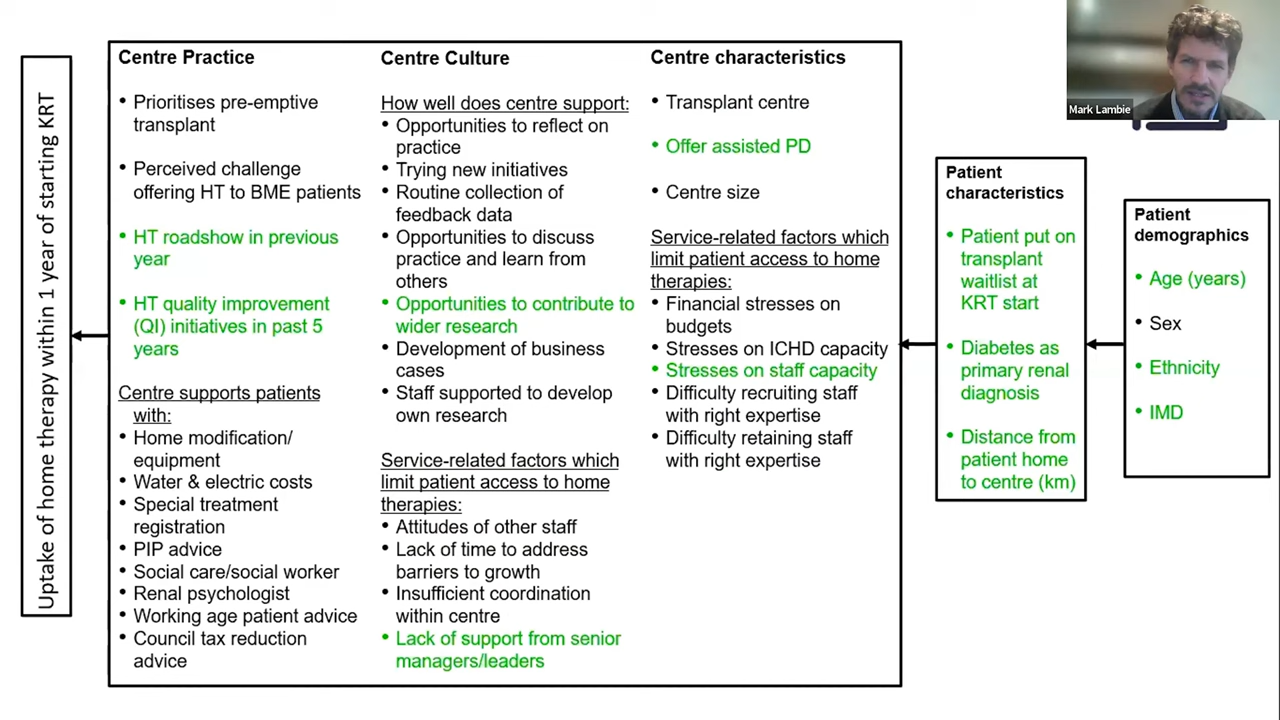 Uptake of home therapy within 1 year of starting KRT
Centre Practice
• Prioritises pre-emptive
transplant
• Perceived challenge
offering HT to BME patients
• HT roadshow in previous
year
• HT quality improvement
(QI) initiatives in past 5
years
Centre supports patients
with:
• Home modification/
equipment
• Water & electric costs
• Special treatment
registration
• PIP advice
• Social care/social worker
• Renal psychologist
• Working age patient advice
• Council tax reduction
advice
Centre Culture
How well does centre support:
• Opportunities to reflect on
practice
• Trying new initiatives
• Routine collection of
feedback data
• Opportunities to discuss
practice and learn from
others
• Opportunities to contribute to
wider research
• Development of business
cases
• Staff supported to develop
own research
Service-related factors which
limit patient access to home
therapies:
• Attitudes of other staff
• Lack of time to address
barriers to growth
• Insufficient coordination
within centre
• Lack of support from senior
managers/leaders
Centre characteristics
• Transplant centre
• Offer assisted PD
• Centre size
Service-related factors which
limit patient access to home
therapies:
• Financial stresses on
budgets
• Stresses on ICHD capacity
• Stresses on staff capacity
• Difficulty recruiting staff
with right expertise
• Difficulty retaining staff
with right expertise
Patient
characteristics
• Patient put on
transplant
waitlist at
KRT start
• Diabetes as
primary renal
diagnosis
• Distance from
patient home
to centre (km)
Patient
demographics
• Age (years)
• Sex
• Ethnicity
• IMD
Mark Lambie